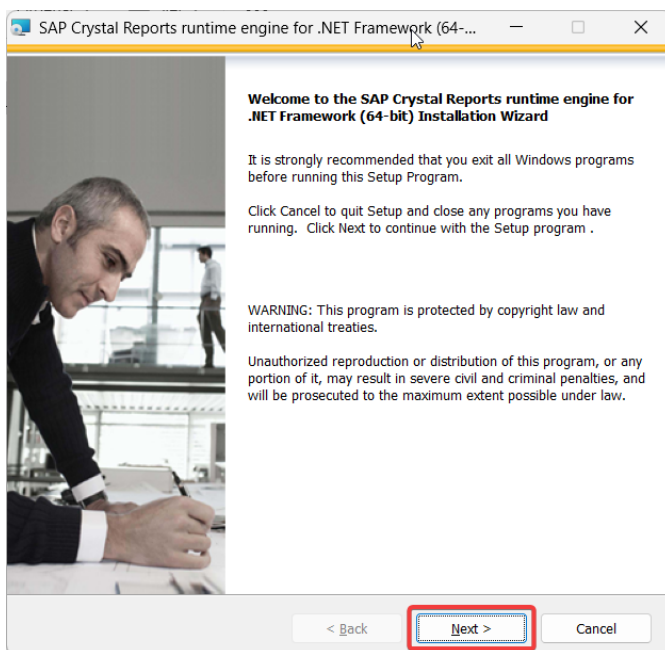 SAP Crystal Reports runtime engine for .NET Framework (64-...
Welcome to the SAP Crystal Reports runtime engine for
.NET Framework (64-bit) Installation Wizard
It is strongly recommended that you exit all Windows programs
before running this Setup Program.
Click Cancel to quit Setup and close any programs you have
running.  Click Next to continue with the Setup program .
WARNING: This program is protected by copyright law and
international treaties.
Unauthorized reproduction or distribution of this program, or any
portion of it, may result in severe civil and criminal penalties, and
will be prosecuted to the maximum extent possible under law.
< Back
Next >
Cancel